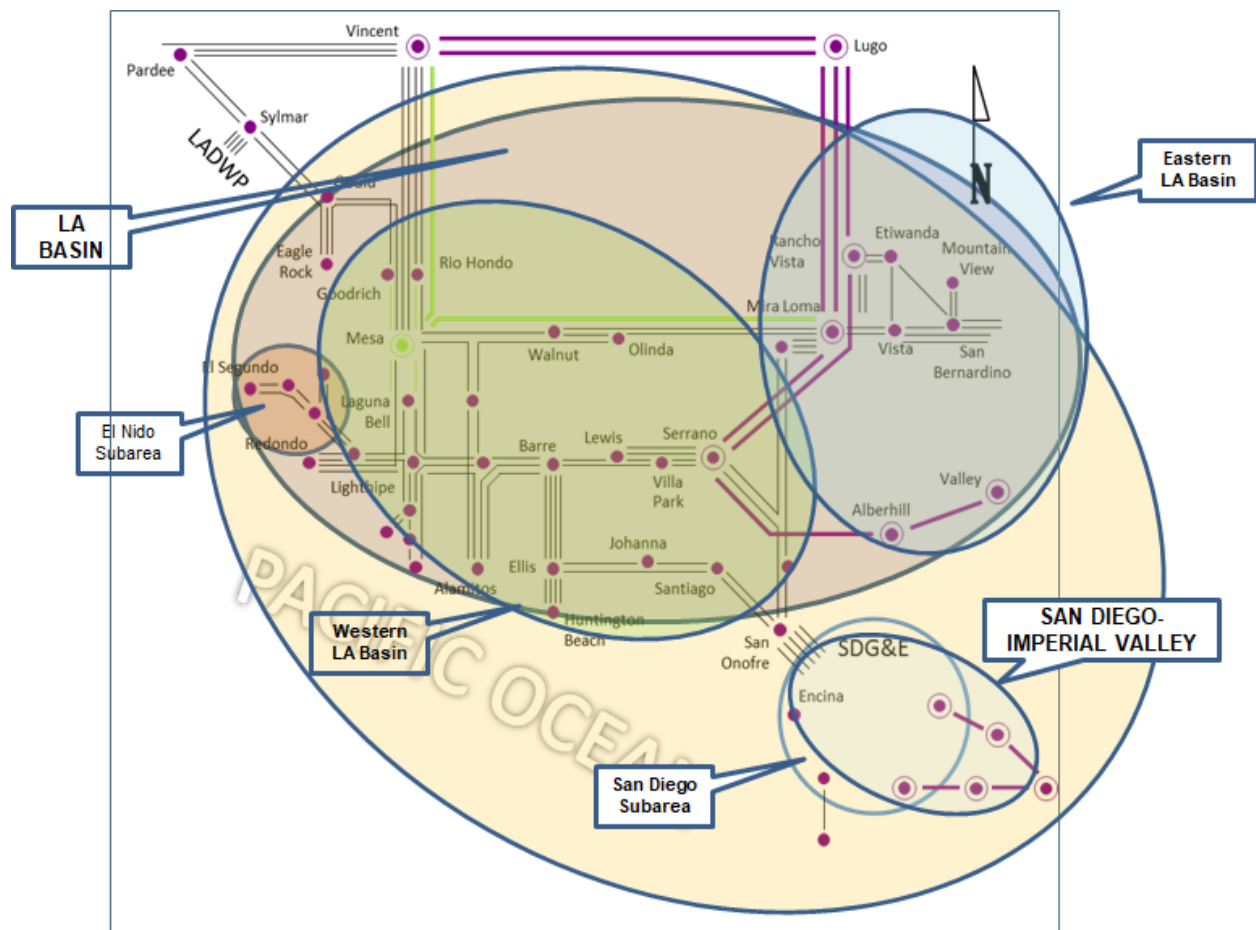 Vincent
Lugo
Pardee
Sylmar
LADWP
Gould
Eastern
LA Basin
N
LA
BASIN
Eagle
Rock
Goodrich
Rio Hondo
Rancho
Vista
Etiwanda
Mountain
View
Mira Loma
Mesa
Walnut
Olinda
Vista
San
Bernardino
El Segundo
El Nido
Subarea
Laguna
Bell
Redondo
Lighthipe
Barre
Lewis
Serrano
Villa
Park
Valley
Alberhill
Johanna
Ellis
Santiago
Alamitos
Huntington
Beach
PACIFIC OCEAN
Western
LA Basin
San
Onofre
SDG&E
SAN DIEGO-
IMPERIAL VALLEY
Encina
San Diego
Subarea